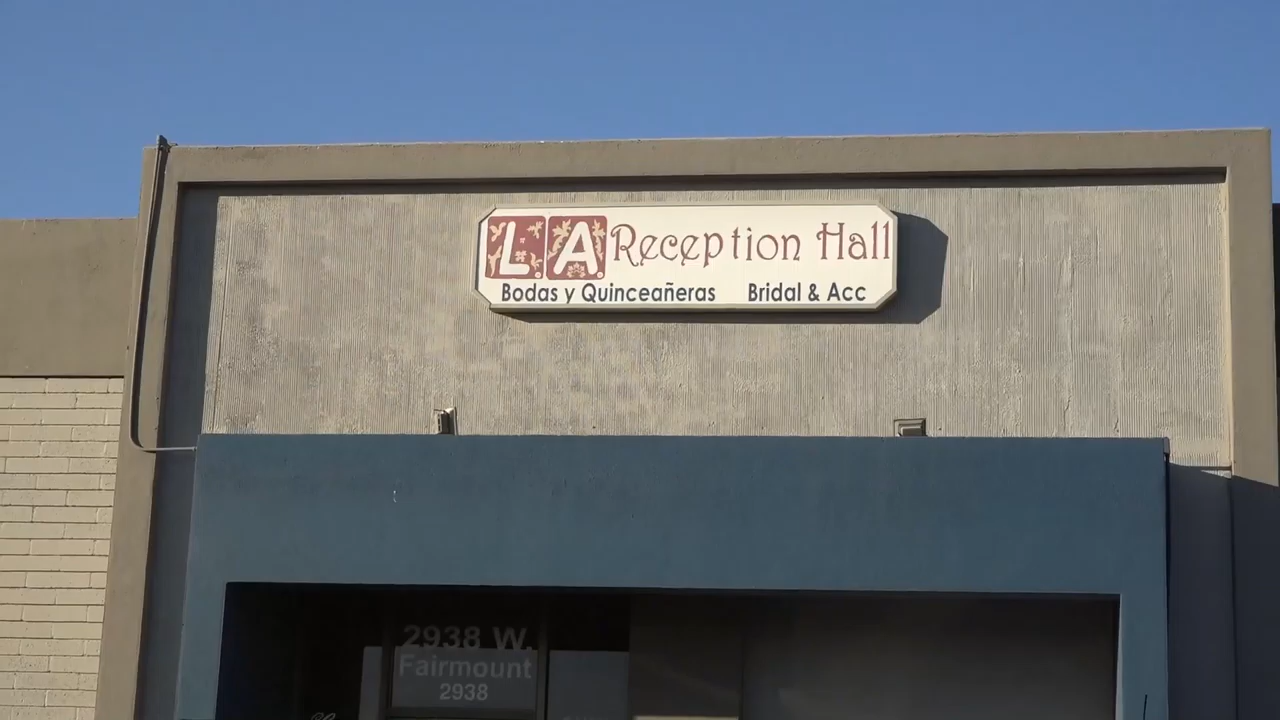 L.A. Reception Hall
Bodas y Quinceañeras Bridal & Acc
2938 W.
Fairmount
2938